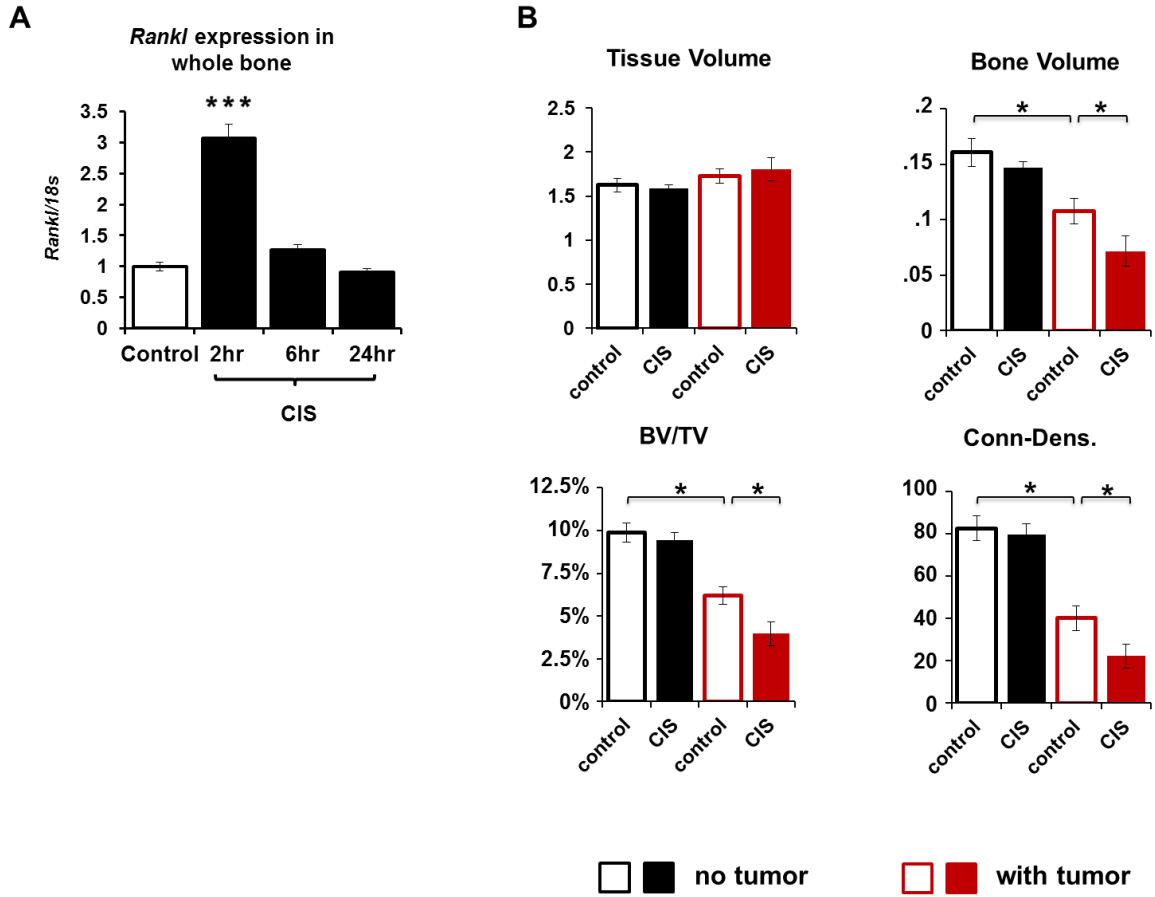 A
Rankl expression in
whole bone
***
3.5
3
2.5
2
1.5
1
0.5
0
Rankl/18s
Control 2hr 6hr 24hr
CIS
B
Tissue Volume
2.5
2
1.5
1
0.5
0
control CIS control CIS
Bone Volume
* *
.2
.15
.1
.05
0
control CIS control CIS
BV/TV
* *
12.5%
10%
7.5%
5%
2.5%
0%
control CIS control CIS
Conn-Dens.
* *
100
80
60
40
20
0
control CIS control CIS
no tumor
with tumor